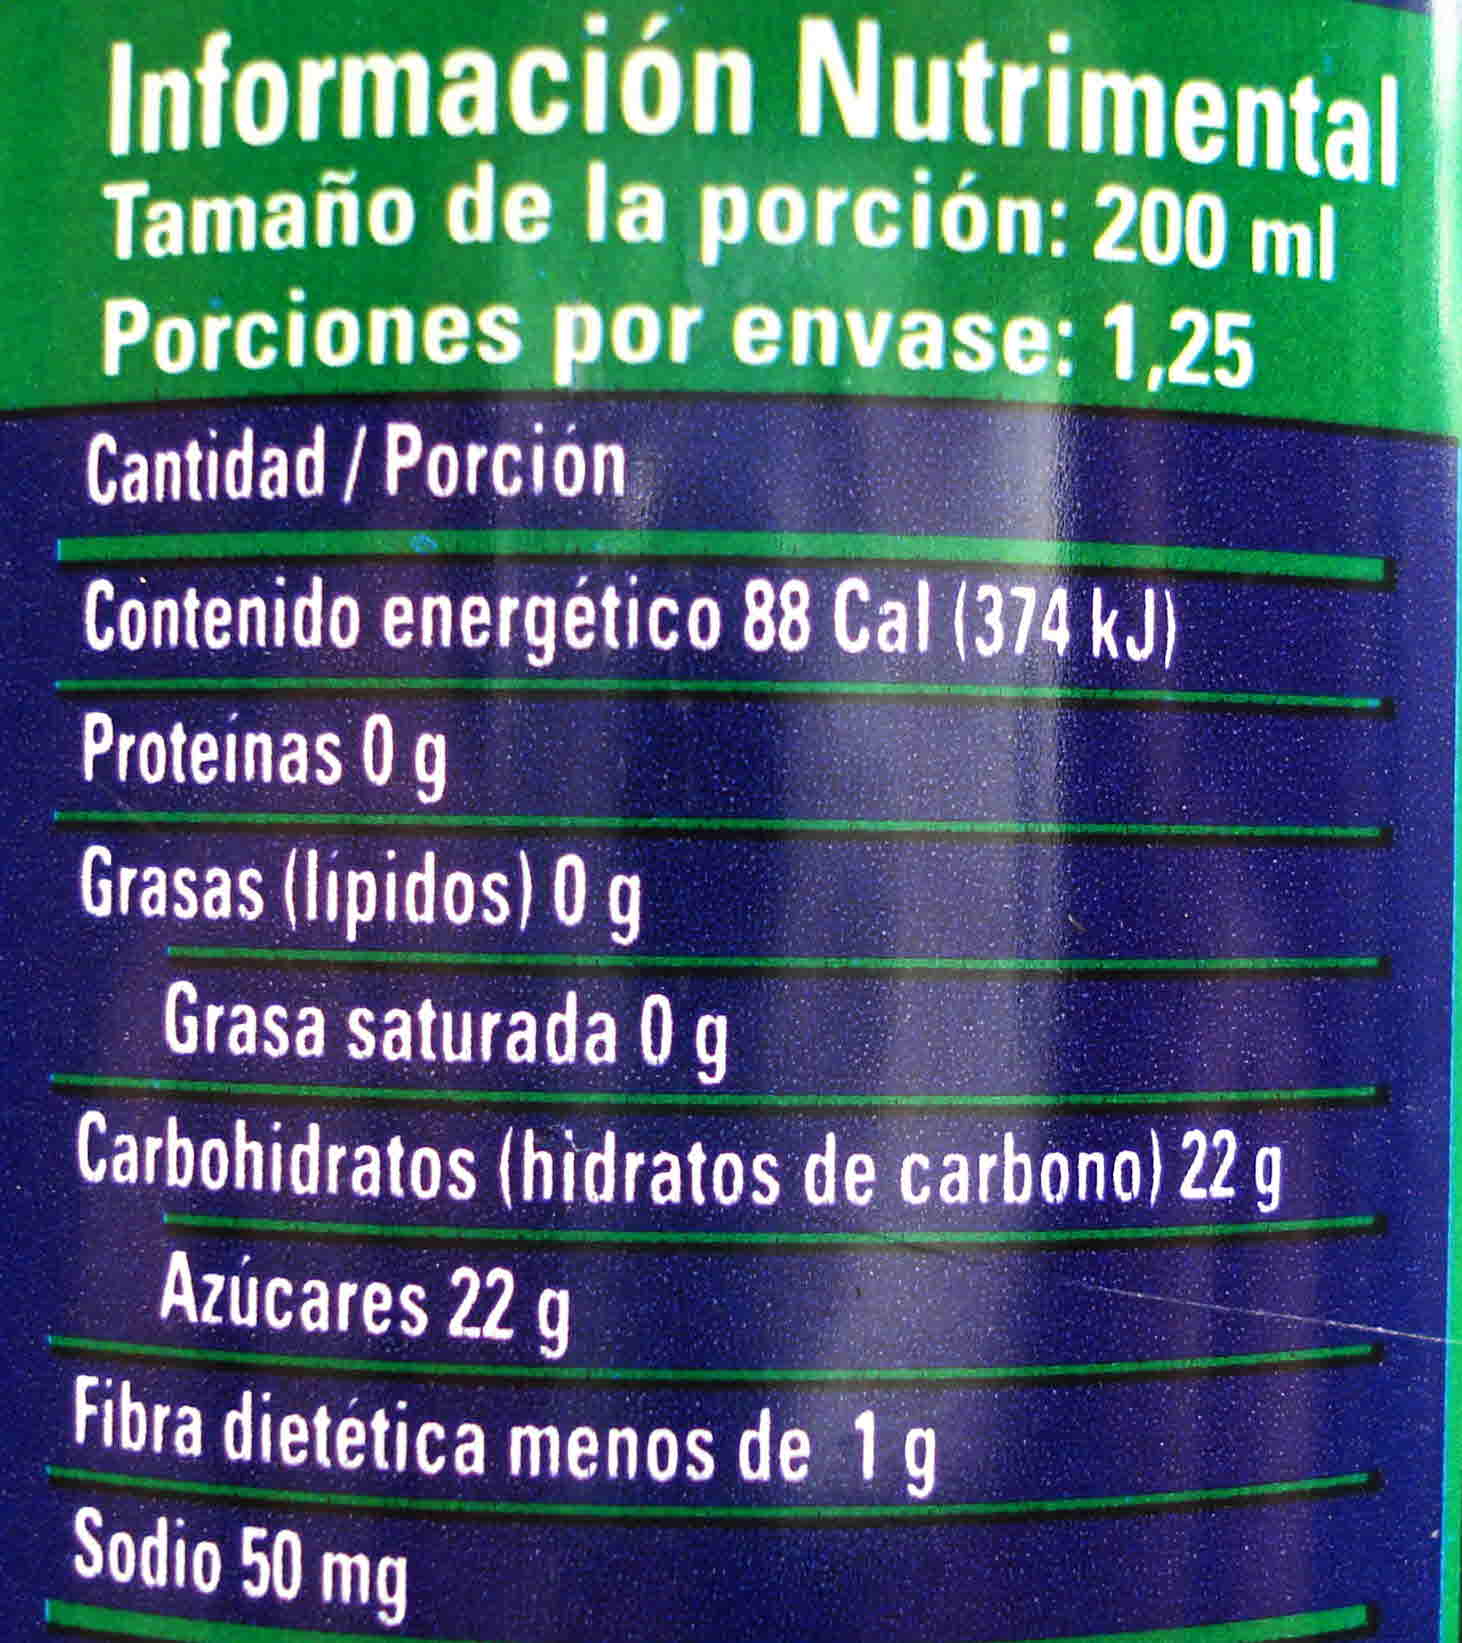 Información Nutrimental
Tamaño de la porción: 200 ml
Porciones por envase: 1,25
Cantidad / Porción
Contenido energético 88 Cal (374 kJ)
Proteínas 0 g
Grasas (lípidos) 0 g
Grasa saturada 0 g
Carbohidratos (hidratos de carbono) 22 g
Azúcares 22 g
Fibra dietética menos de 1 g
Sodio 50 mg